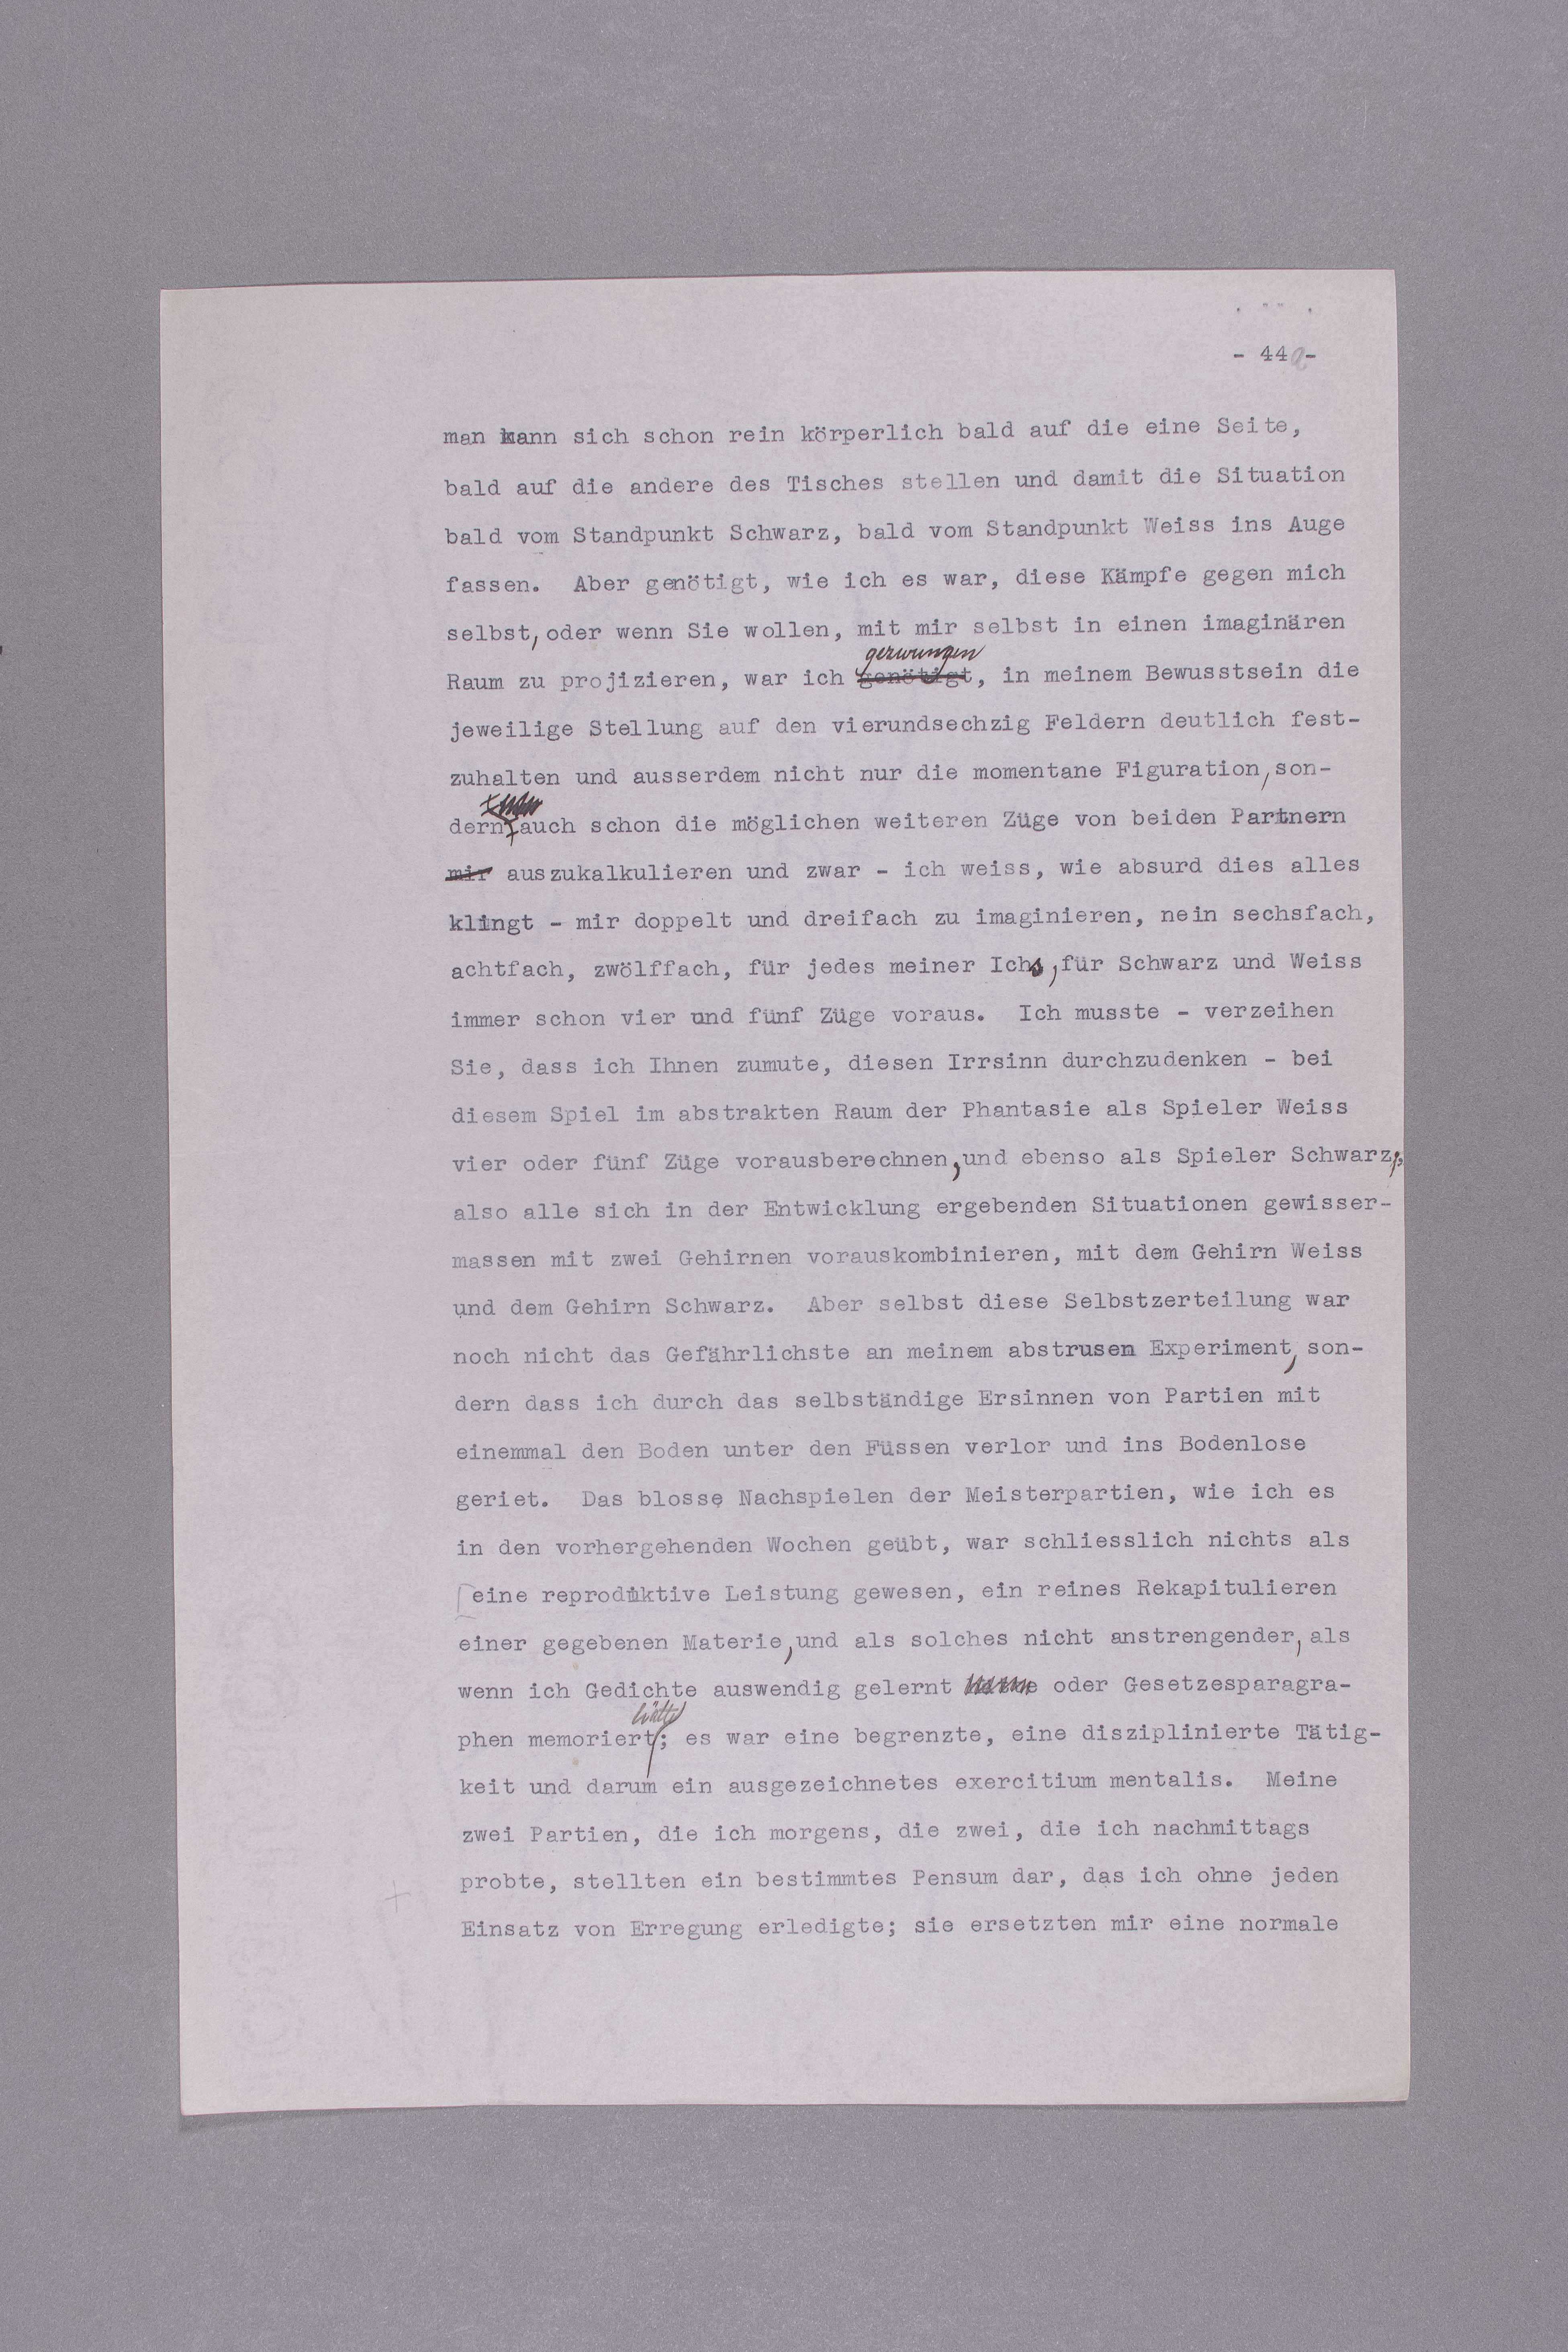 - 44a -
man kann sich schon rein körperlich bald auf die eine Seite,
bald auf die andere des Tisches stellen und damit die Situation
bald vom Standpunkt Schwarz, bald vom Standpunkt Weiss ins Auge
fassen. Aber genötigt, wie ich es war, diese Kämpfe gegen mich
selbst, oder wenn Sie wollen, mit mir selbst in einen imaginären
gezwungen
Raum zu projizieren, war ich genötigt, in meinem Bewusstsein die
jeweilige Stellung auf den vierundsechzig Feldern deutlich fest-
zuhalten und ausserdem nicht nur die momentane Figuration, son-
dern auch schon die möglichen weiteren Züge von beiden Partnern
mir auszukalkulieren und zwar - ich weiss, wie absurd dies alles
klingt - mir doppelt und dreifach zu imaginieren, nein sechsfach,
achtfach, zwölffach, für jedes meiner Ichs, für Schwarz und Weiss
immer schon vier und fünf Züge voraus. Ich musste - verzeihen
Sie, dass ich Ihnen zumute, diesen Irrsinn durchzudenken - bei
diesem Spiel im abstrakten Raum der Phantasie als Spieler Weiss
vier oder fünf Züge vorausberechnen, und ebenso als Spieler Schwarz,
also alle sich in der Entwicklung ergebenden Situationen gewisser-
massen mit zwei Gehirnen vorauskombinieren, mit dem Gehirn Weiss
und dem Gehirn Schwarz. Aber selbst diese Selbstzerteilung war
noch nicht das Gefährlichste an meinem abstrusen Experiment, son-
dern dass ich durch das selbständige Ersinnen von Partien mit
einemmal den Boden unter den Füssen verlor und ins Bodenlose
geriet. Das blosse Nachspielen der Meisterpartien, wie ich es
in den vorhergehenden Wochen geübt, war schliesslich nichts als
eine reproduktive Leistung gewesen, ein reines Rekapitulieren
einer gegebenen Materie, und als solches nicht anstrengender, als
wenn ich Gedichte auswendig gelernt oder Gesetzesparagra-
hätte
phen memoriert; es war eine begrenzte, eine disziplinierte Tätig-
keit und darum ein ausgezeichnetes exercitium mentalis. Meine
zwei Partien, die ich morgens, die zwei, die ich nachmittags
probte, stellten ein bestimmtes Pensum dar, das ich ohne jeden
Einsatz von Erregung erledigte; sie ersetzten mir eine normale